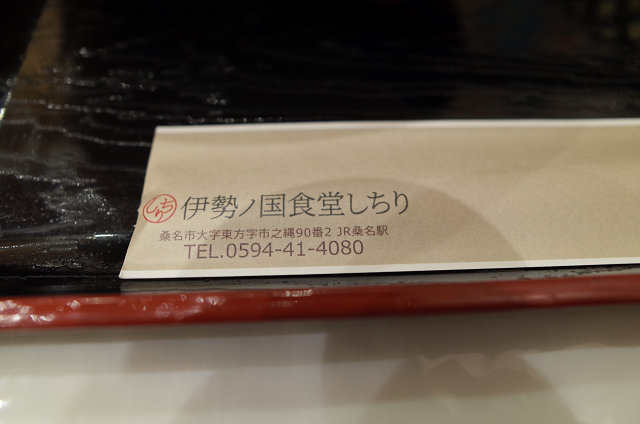 しちり 伊勢ノ国食堂しちり
桑名市大字東方字市之縄90番2 JR桑名駅
TEL.0594-41-4080